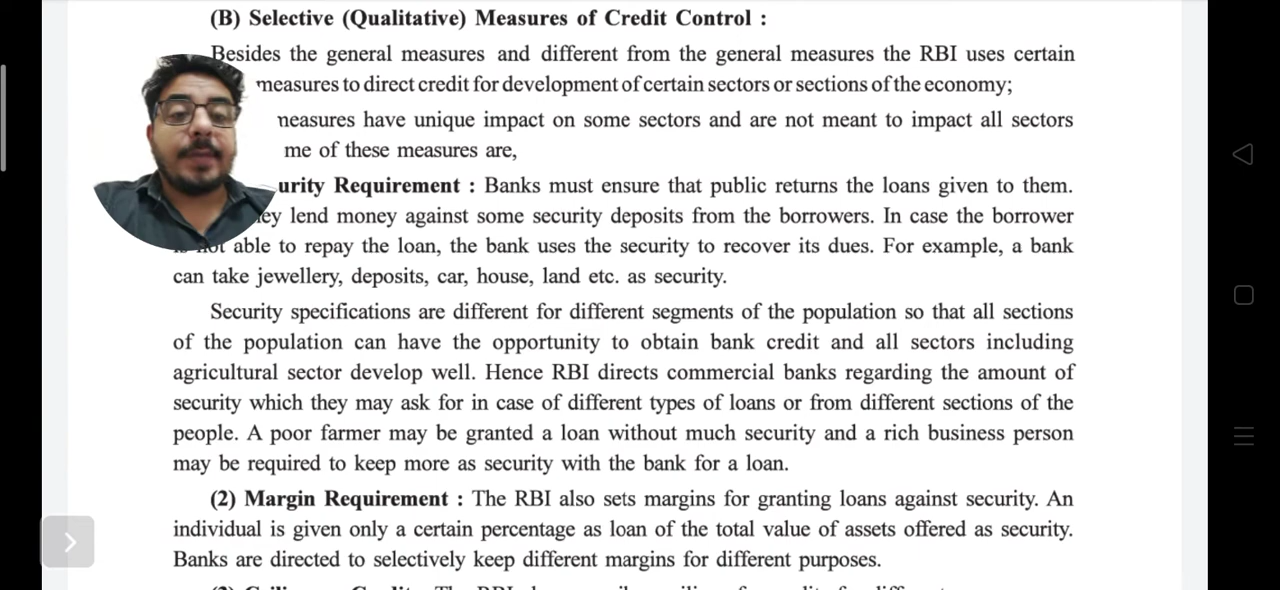 (B) Selective (Qualitative) Measures of Credit Control :
Besides the general measures and different from the general measures the RBI uses certain
measures to direct credit for development of certain sectors or sections of the economy;
measures have unique impact on some sectors and are not meant to impact all sectors
me of these measures are,
urity Requirement : Banks must ensure that public returns the loans given to them.
ey lend money against some security deposits from the borrowers. In case the borrower
is not able to repay the loan, the bank uses the security to recover its dues. For example, a bank
can take jewellery, deposits, car, house, land etc. as security.
Security specifications are different for different segments of the population so that all sections
of the population can have the opportunity to obtain bank credit and all sectors including
agricultural sector develop well. Hence RBI directs commercial banks regarding the amount of
security which they may ask for in case of different types of loans or from different sections of the
people. A poor farmer may be granted a loan without much security and a rich business person
may be required to keep more as security with the bank for a loan.
(2) Margin Requirement : The RBI also sets margins for granting loans against security. An
individual is given only a certain percentage as loan of the total value of assets offered as security.
Banks are directed to selectively keep different margins for different purposes.